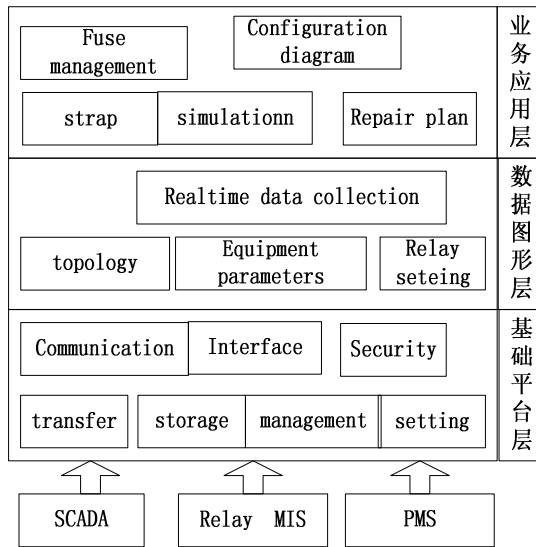 Fuse
management
Configuration
diagram
strap
simulationn
Repair plan
业务应用层
Realtime data collection
topology
Equipment
parameters
Relay
seteing
数据图形层
Communication
Interface
Security
transfer
storage
management
setting
基础平台层
SCADA
Relay MIS
PMS